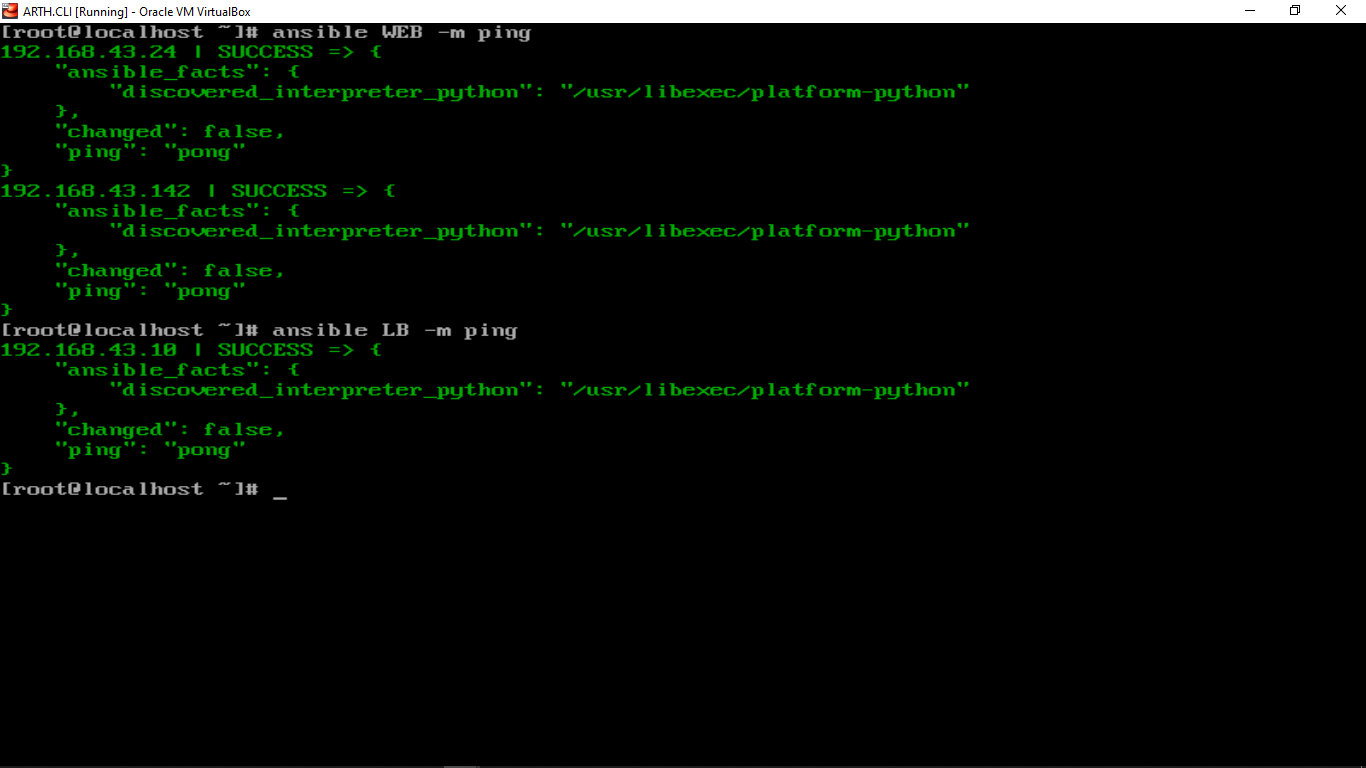 ARTH.CLI [Running] - Oracle VM VirtualBox
[root@localhost ~]# ansible WEB -m ping
192.168.43.24 | SUCCESS => {
    "ansible_facts": {
        "discovered_interpreter_python": "/usr/libexec/platform-python"
    },
    "changed": false,
    "ping": "pong"
}
192.168.43.142 | SUCCESS => {
    "ansible_facts": {
        "discovered_interpreter_python": "/usr/libexec/platform-python"
    },
    "changed": false,
    "ping": "pong"
}
[root@localhost ~]# ansible LB -m ping
192.168.43.10 | SUCCESS => {
    "ansible_facts": {
        "discovered_interpreter_python": "/usr/libexec/platform-python"
    },
    "changed": false,
    "ping": "pong"
}
[root@localhost ~]# _